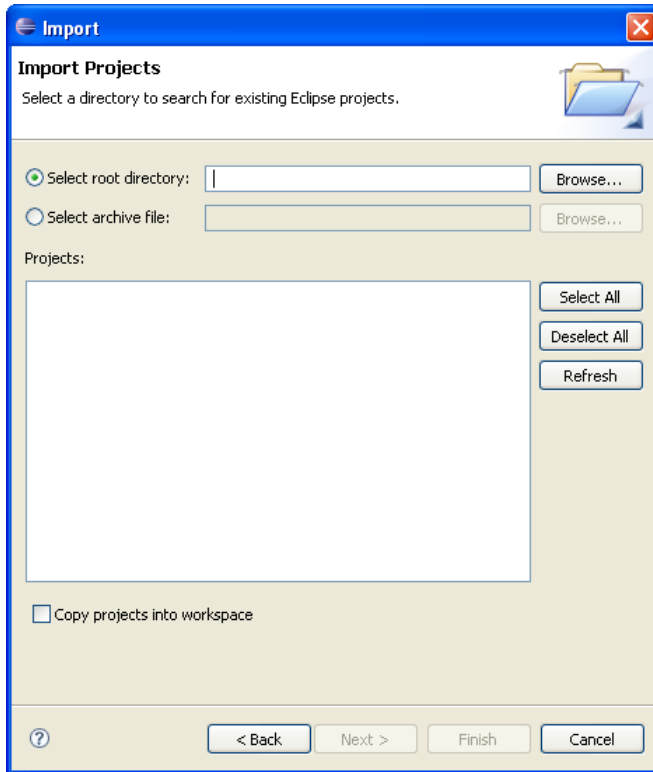 Import
Import Projects
Select a directory to search for existing Eclipse projects.
Select root directory: Browse...
Select archive file: Browse...
Projects:
Select All
Deselect All
Refresh
Copy projects into workspace
? < Back Next > Finish Cancel